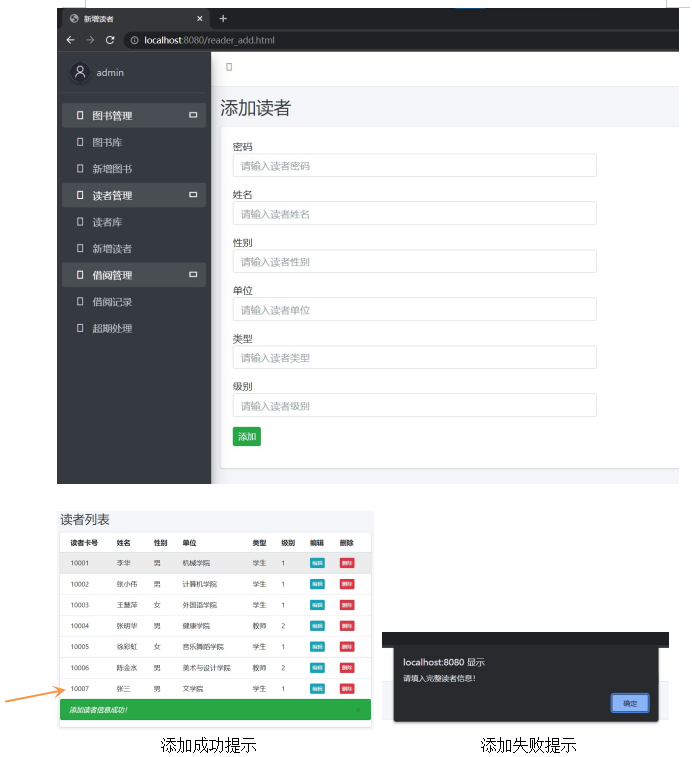 新增读者
localhost:8080/reader_add.html
admin
图书管理
图书库
新增图书
读者管理
读者库
新增读者
借阅管理
借阅记录
超期处理
添加读者
密码
请输入读者密码
姓名
请输入读者姓名
性别
请输入读者性别
单位
请输入读者单位
类型
请输入读者类型
级别
请输入读者级别
添加
读者列表
读者卡号 姓名 性别 单位 类型 级别 编辑 删除
10001 李华 男 机械学院 学生 1 编辑 删除
10002 张小伟 男 计算机学院 学生 1 编辑 删除
10003 王慧萍 女 外国语学院 学生 1 编辑 删除
10004 张明华 男 健康学院 教师 2 编辑 删除
10005 徐彩虹 女 音乐舞蹈学院 学生 1 编辑 删除
10006 陈金水 男 美术与设计学院 教师 2 编辑 删除
10007 张三 男 文学院 学生 1 编辑 删除
添加读者信息成功！
localhost:8080 显示
请填入完整读者信息！
确定
添加成功提示
添加失败提示